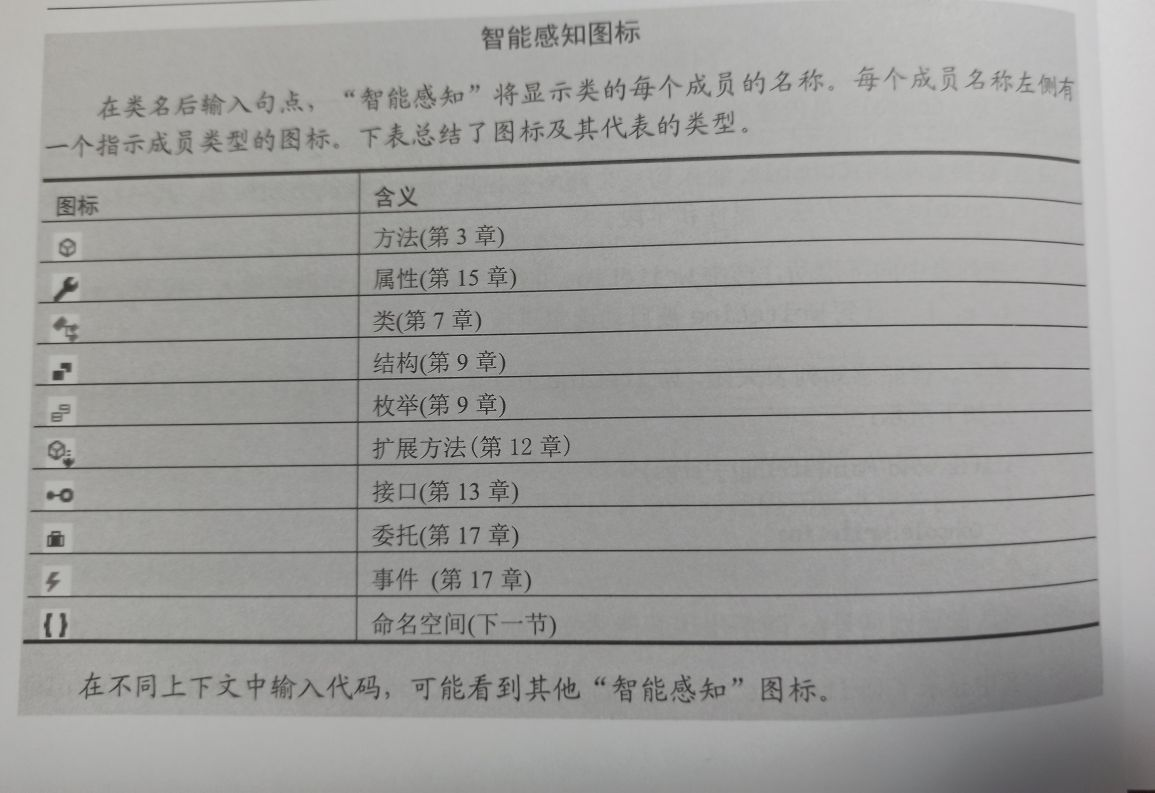 智能感知图标
在类名后输入句点，“智能感知”将显示类的每个成员的名称。每个成员名称左侧有
一个指示成员类型的图标。下表总结了图标及其代表的类型。
图标 含义
方法(第 3 章)
属性(第 15 章)
类(第 7 章)
结构(第 9 章)
枚举(第 9 章)
扩展方法(第 12 章)
接口(第 13 章)
委托(第 17 章)
事件 (第 17 章)
{ } 命名空间(下一节)
在不同上下文中输入代码，可能看到其他“智能感知”图标。